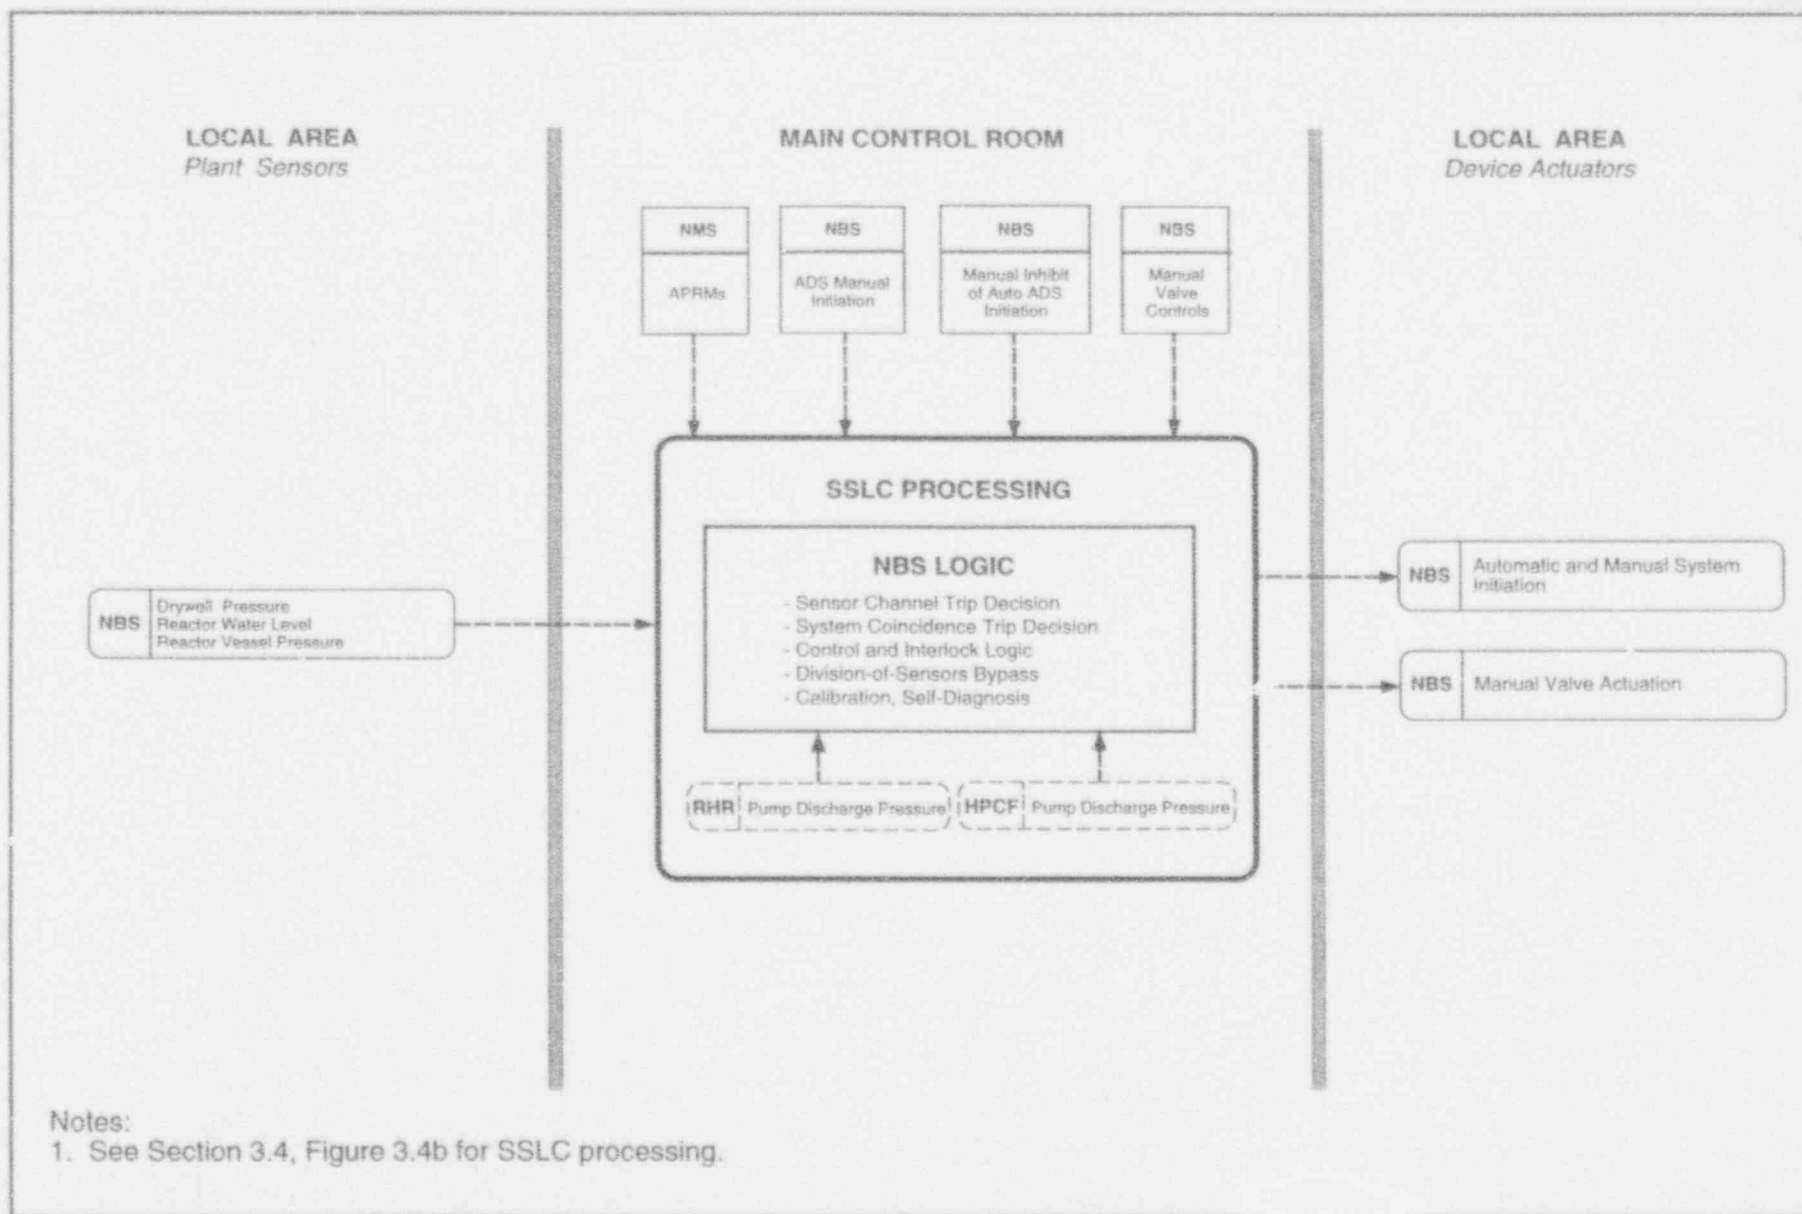 LOCAL AREA
Plant Sensors
MAIN CONTROL ROOM
LOCAL AREA
Device Actuators
NMS
APRMs
NBS
ADS Manual
Initiation
NBS
Manual Inhibit
of Auto ADS
Initiation
NBS
Manual
Valve
Controls
SSLC PROCESSING
NBS LOGIC
- Sensor Channel Trip Decision
- System Coincidence Trip Decision
- Control and Interlock Logic
- Division-of-Sensors Bypass
- Calibration, Self-Diagnosis
NBS
Drywell Pressure
Reactor Water Level
Reactor Vessel Pressure
NBS
Automatic and Manual System
Initiation
NBS
Manual Valve Actuation
RHR
Pump Discharge Pressure
HPCF
Pump Discharge Pressure
Notes:
1. See Section 3.4, Figure 3.4b for SSLC processing.